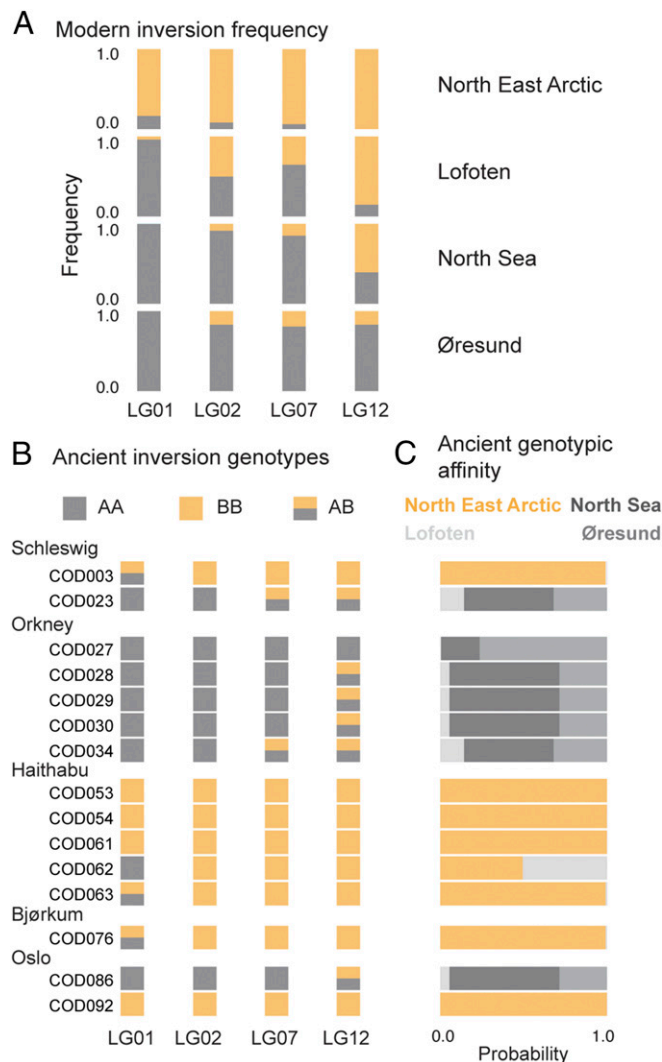 A Modern inversion frequency
Frequency
1.0
0.0
North East Arctic
1.0
0.0
Lofoten
1.0
0.0
North Sea
1.0
0.0
Øresund
LG01 LG02 LG07 LG12
B Ancient inversion genotypes
AA BB AB
Schleswig
COD003
COD023
Orkney
COD027
COD028
COD029
COD030
COD034
Haithabu
COD053
COD054
COD061
COD062
COD063
Bjørkum
COD076
Oslo
COD086
COD092
LG01 LG02 LG07 LG12
C Ancient genotypic
affinity
North East Arctic North Sea
Lofoten Øresund
0.0 1.0
Probability